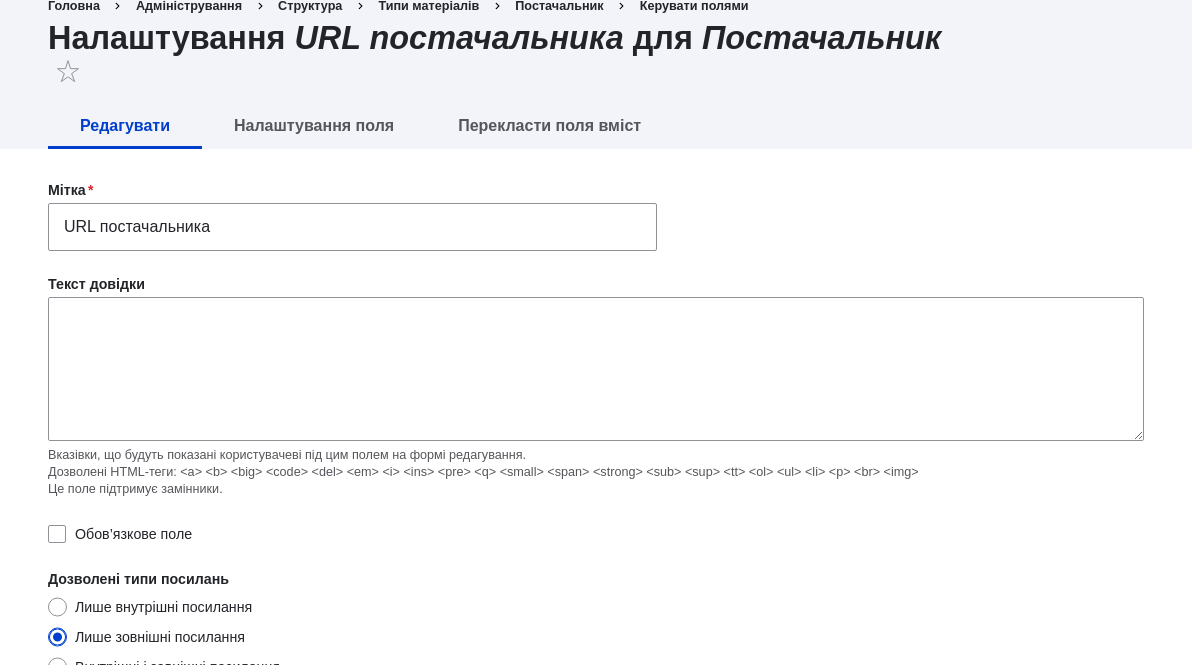 Головна › Адміністрування › Структура › Типи матеріалів › Постачальник › Керувати полями
Налаштування URL постачальника для Постачальник
Редагувати Налаштування поля Перекласти поля вміст
Мітка*
URL постачальника
Текст довідки
Вказівки, що будуть показані користувачеві під цим полем на формі редагування.
Дозволені HTML-теги: <a> <b> <big> <code> <del> <em> <i> <ins> <pre> <q> <small> <span> <strong> <sub> <sup> <tt> <ol> <ul> <li> <p> <br> <img>
Це поле підтримує замінники.
Обов’язкове поле
Дозволені типи посилань
Лише внутрішні посилання
Лише зовнішні посилання
Внутрішні і зовнішні посилання